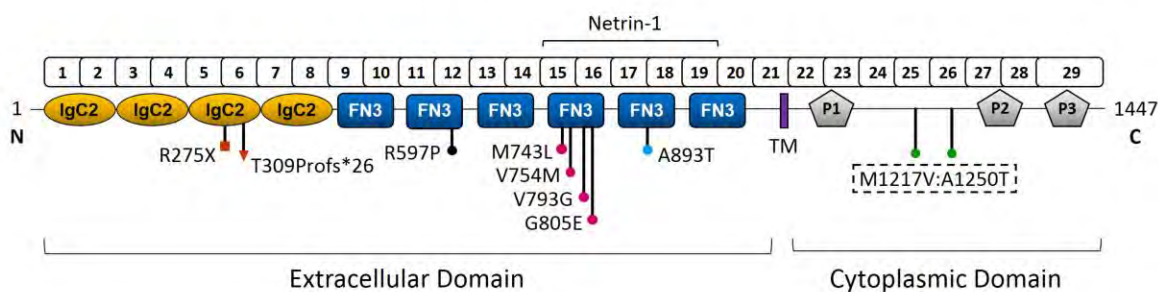 Netrin-1
1 2 3 4 5 6 7 8 9 10 11 12 13 14 15 16 17 18 19 20 21 22 23 24 25 26 27 28 29
1 IgC2 IgC2 IgC2 IgC2 FN3 FN3 FN3 FN3 FN3 FN3 P1 P2 P3 1447
N C
R275X T309Profs*26 R597P M743L A893T TM
V754M M1217V:A1250T
V793G
G805E
Extracellular Domain Cytoplasmic Domain